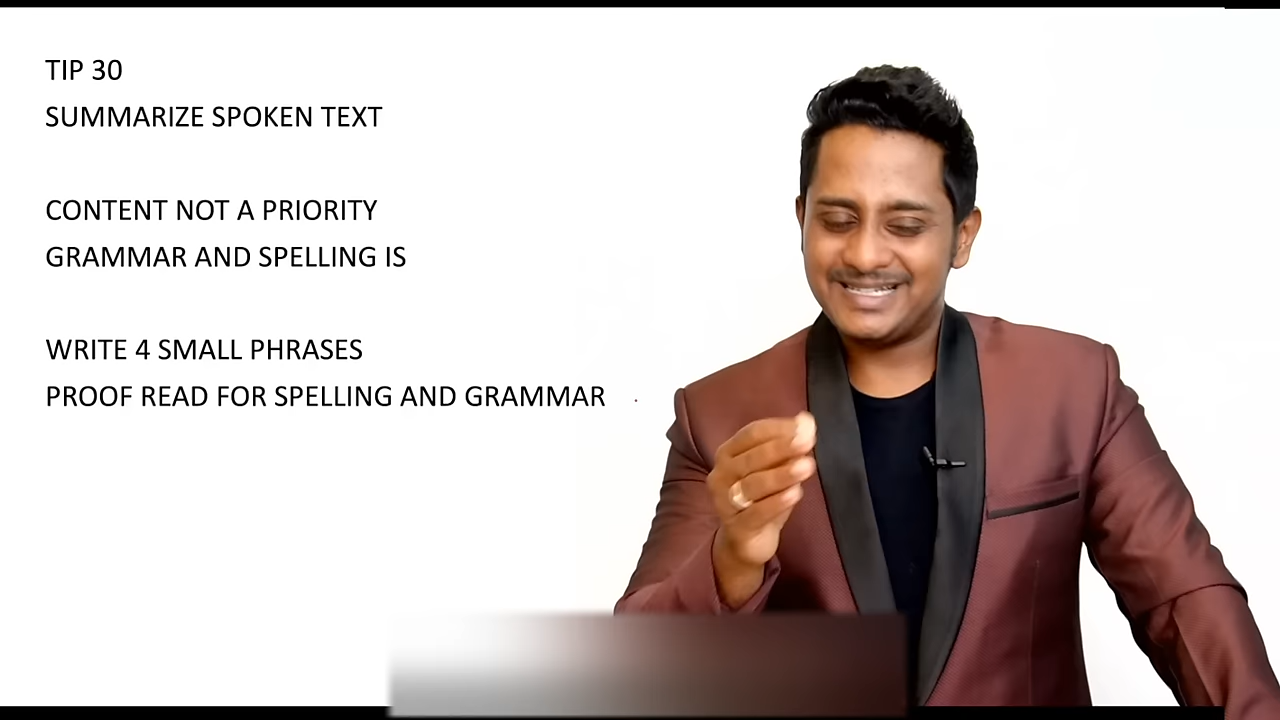 TIP 30
SUMMARIZE SPOKEN TEXT
CONTENT NOT A PRIORITY
GRAMMAR AND SPELLING IS
WRITE 4 SMALL PHRASES
PROOF READ FOR SPELLING AND GRAMMAR